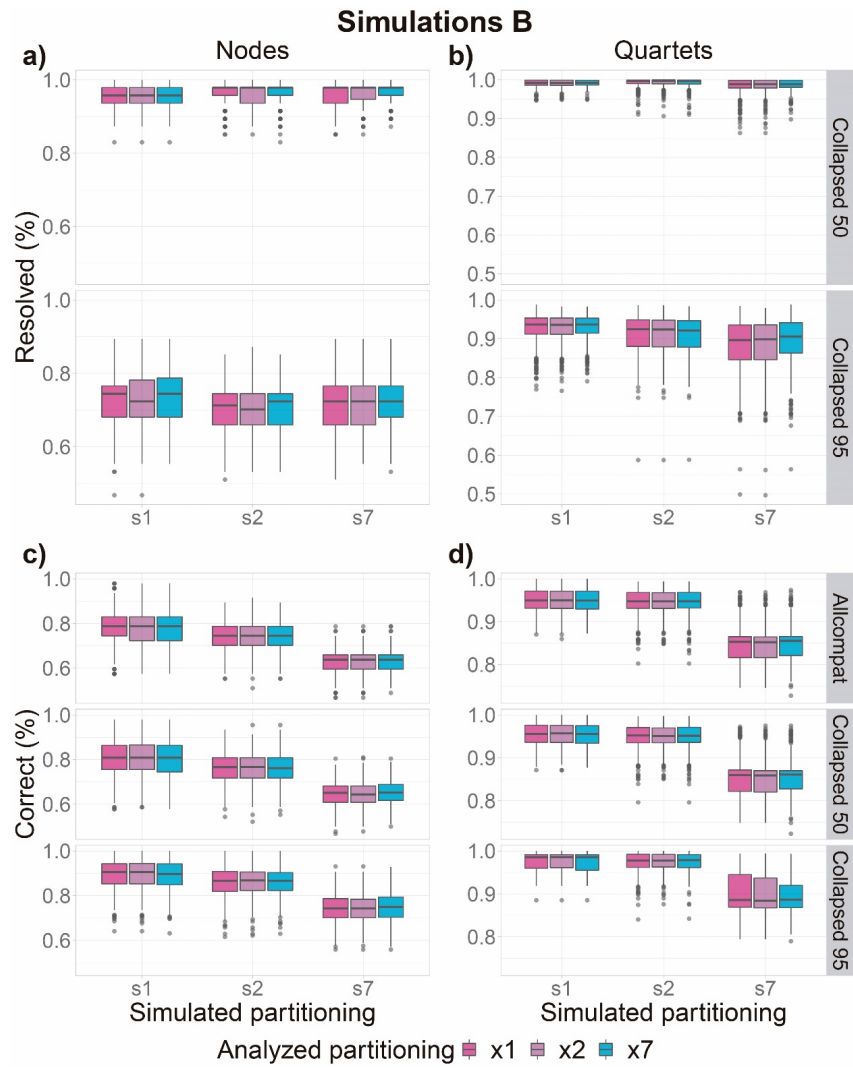 Simulations B
a) Nodes
b) Quartets
Resolved (%)
1.0
0.8
0.6
1.0
0.8
0.6
s1 s2 s7
1.0
0.9
0.8
0.7
0.6
0.5
Collapsed 50
1.0
0.9
0.8
0.7
0.6
0.5
Collapsed 95
s1 s2 s7
c)
d)
Correct (%)
1.0
0.8
0.6
1.0
0.8
0.6
1.0
0.8
0.6
s1 s2 s7
Simulated partitioning
1.0
0.9
0.8
Allcompat
1.0
0.9
0.8
Collapsed 50
1.0
0.9
0.8
Collapsed 95
s1 s2 s7
Simulated partitioning
Analyzed partitioning x1 x2 x7